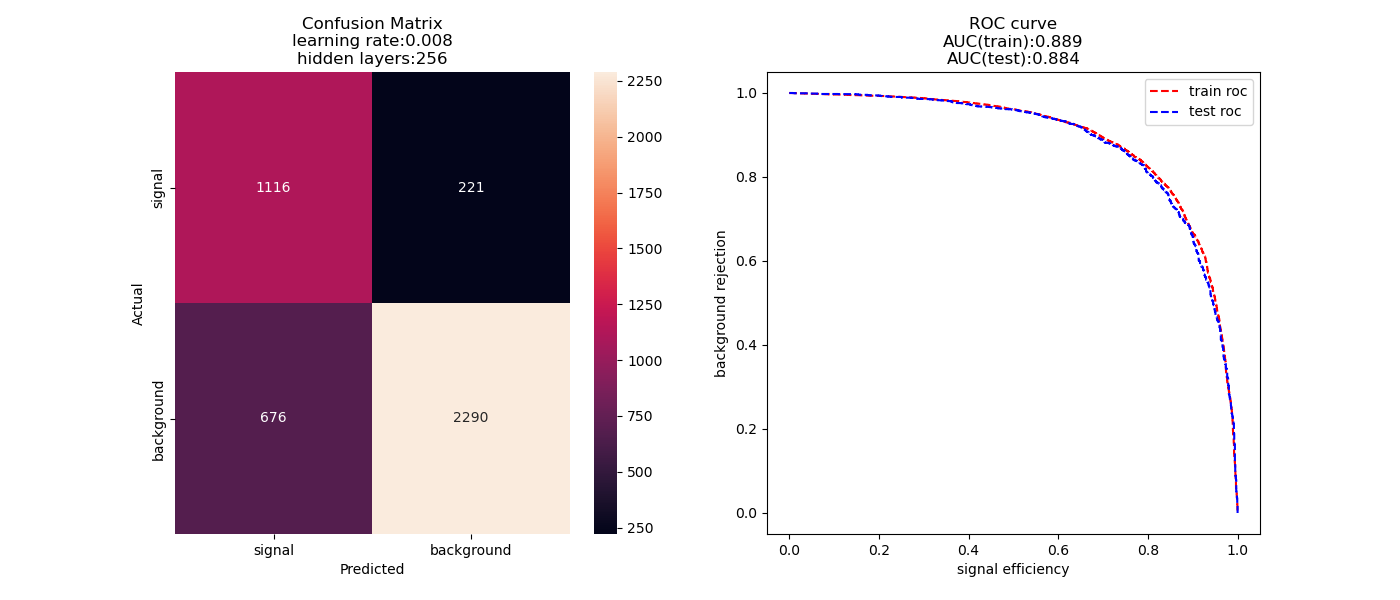 Confusion Matrix
learning rate:0.008
hidden layers:256
signal
background
Actual
1116
221
676
2290
signal
background
Predicted
2250
2000
1750
1500
1250
1000
750
500
250
ROC curve
AUC(train):0.889
AUC(test):0.884
train roc
test roc
background rejection
1.0
0.8
0.6
0.4
0.2
0.0
0.0
0.2
0.4
0.6
0.8
1.0
signal efficiency